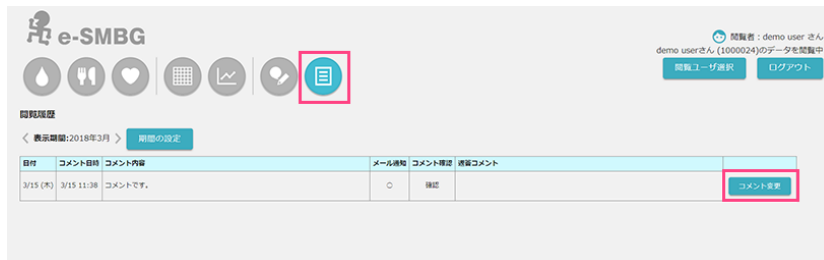 e-SMBG
閲覧者：demo user さん
demo userさん (1000024)のデータを閲覧中
閲覧ユーザ選択 ログアウト
閲覧履歴
〈 表示期間:2018年3月 〉 期間の設定
日付 コメント日時 コメント内容 メール通知 コメント確認 返答コメント
3/15 (木) 3/15 11:38 コメントです。 ○ 確認 コメント変更